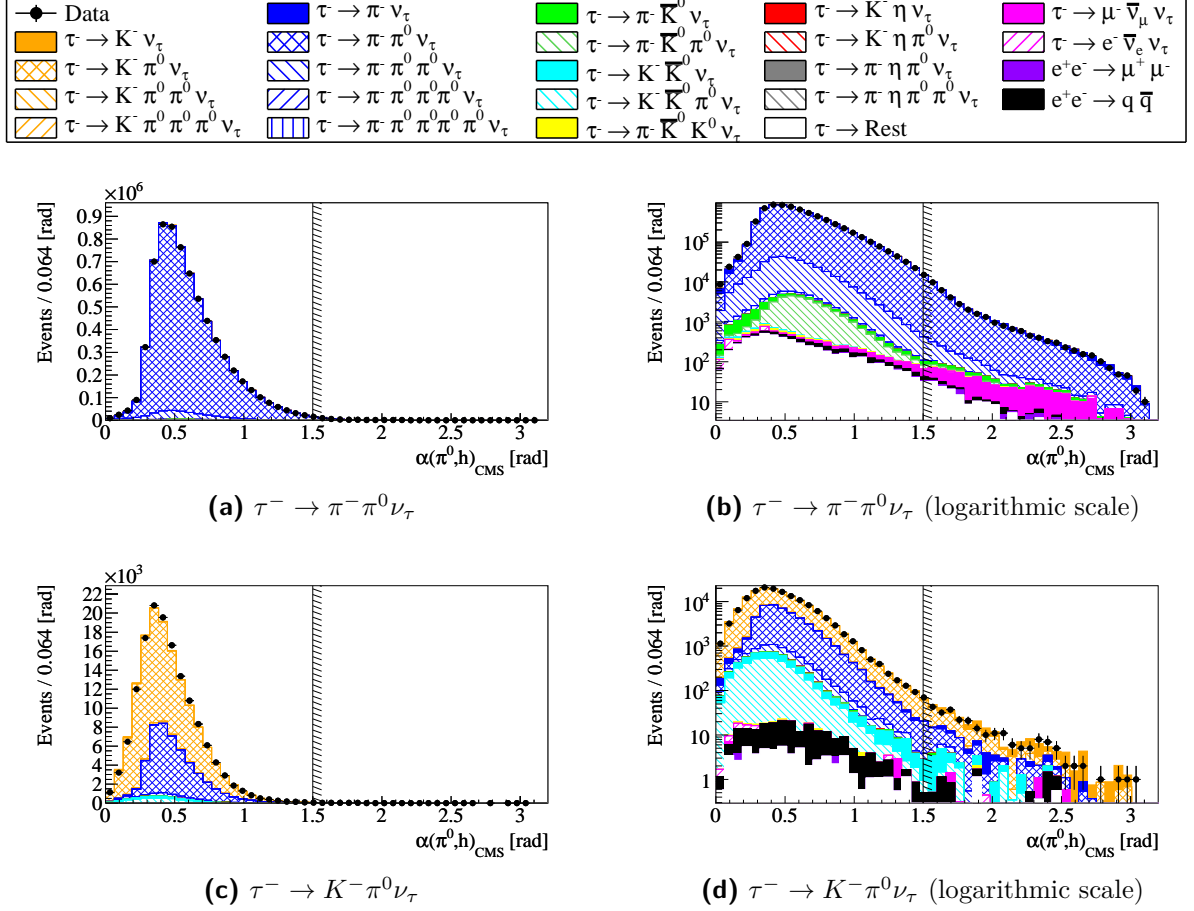 Data
τ⁻ → K⁻ ν_τ
τ⁻ → K⁻ π⁰ ν_τ
τ⁻ → K⁻ π⁰ π⁰ ν_τ
τ⁻ → K⁻ π⁰ π⁰ π⁰ ν_τ
τ⁻ → π⁻ ν_τ
τ⁻ → π⁻ π⁰ ν_τ
τ⁻ → π⁻ π⁰ π⁰ ν_τ
τ⁻ → π⁻ π⁰ π⁰ π⁰ ν_τ
τ⁻ → π⁻ π⁰ π⁰ π⁰ π⁰ ν_τ
τ⁻ → π⁻ K̅⁰ ν_τ
τ⁻ → π⁻ K̅⁰ π⁰ ν_τ
τ⁻ → K⁻ K̅⁰ ν_τ
τ⁻ → K⁻ K̅⁰ π⁰ ν_τ
τ⁻ → π⁻ K̅⁰ K⁰ ν_τ
τ⁻ → K⁻ η ν_τ
τ⁻ → K⁻ η π⁰ ν_τ
τ⁻ → π⁻ η π⁰ ν_τ
τ⁻ → π⁻ η π⁰ π⁰ ν_τ
τ⁻ → Rest
τ⁻ → μ⁻ ν̅_μ ν_τ
τ⁻ → e⁻ ν̅_e ν_τ
e⁺e⁻ → μ⁺ μ⁻
e⁺e⁻ → q q̅
×10⁶
Events / 0.064 [rad]
0.9
0.8
0.7
0.6
0.5
0.4
0.3
0.2
0.1
0
0 0.5 1 1.5 2 2.5 3
α(π⁰,h)_CMS [rad]
(a) τ⁻ → π⁻π⁰ν_τ
Events / 0.064 [rad]
10⁵
10⁴
10³
10²
10
0 0.5 1 1.5 2 2.5 3
α(π⁰,h)_CMS [rad]
(b) τ⁻ → π⁻π⁰ν_τ (logarithmic scale)
×10³
Events / 0.064 [rad]
22
20
18
16
14
12
10
8
6
4
2
0
0 0.5 1 1.5 2 2.5 3
α(π⁰,h)_CMS [rad]
(c) τ⁻ → K⁻π⁰ν_τ
Events / 0.064 [rad]
10⁴
10³
10²
10
1
0 0.5 1 1.5 2 2.5 3
α(π⁰,h)_CMS [rad]
(d) τ⁻ → K⁻π⁰ν_τ (logarithmic scale)